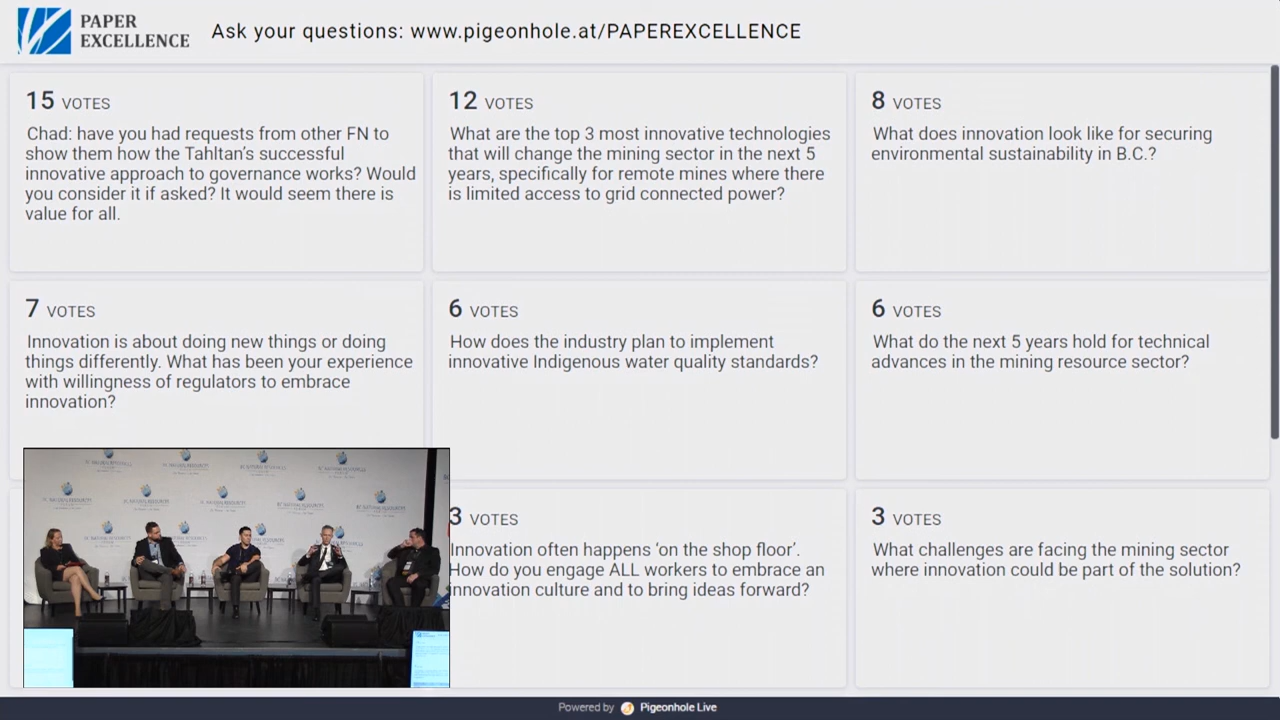 PAPER
EXCELLENCE
Ask your questions: www.pigeonhole.at/PAPEREXCELLENCE
15 VOTES
Chad: have you had requests from other FN to
show them how the Tahltan's successful
innovative approach to governance works? Would
you consider it if asked? It would seem there is
value for all.
12 VOTES
What are the top 3 most innovative technologies
that will change the mining sector in the next 5
years, specifically for remote mines where there
is limited access to grid connected power?
8 VOTES
What does innovation look like for securing
environmental sustainability in B.C.?
7 VOTES
Innovation is about doing new things or doing
things differently. What has been your experience
with willingness of regulators to embrace
innovation?
6 VOTES
How does the industry plan to implement
innovative Indigenous water quality standards?
6 VOTES
What do the next 5 years hold for technical
advances in the mining resource sector?
BC NATURAL RESOURCES
3 VOTES
Innovation often happens 'on the shop floor'.
How do you engage ALL workers to embrace an
innovation culture and to bring ideas forward?
3 VOTES
What challenges are facing the mining sector
where innovation could be part of the solution?
Powered by Pigeonhole Live